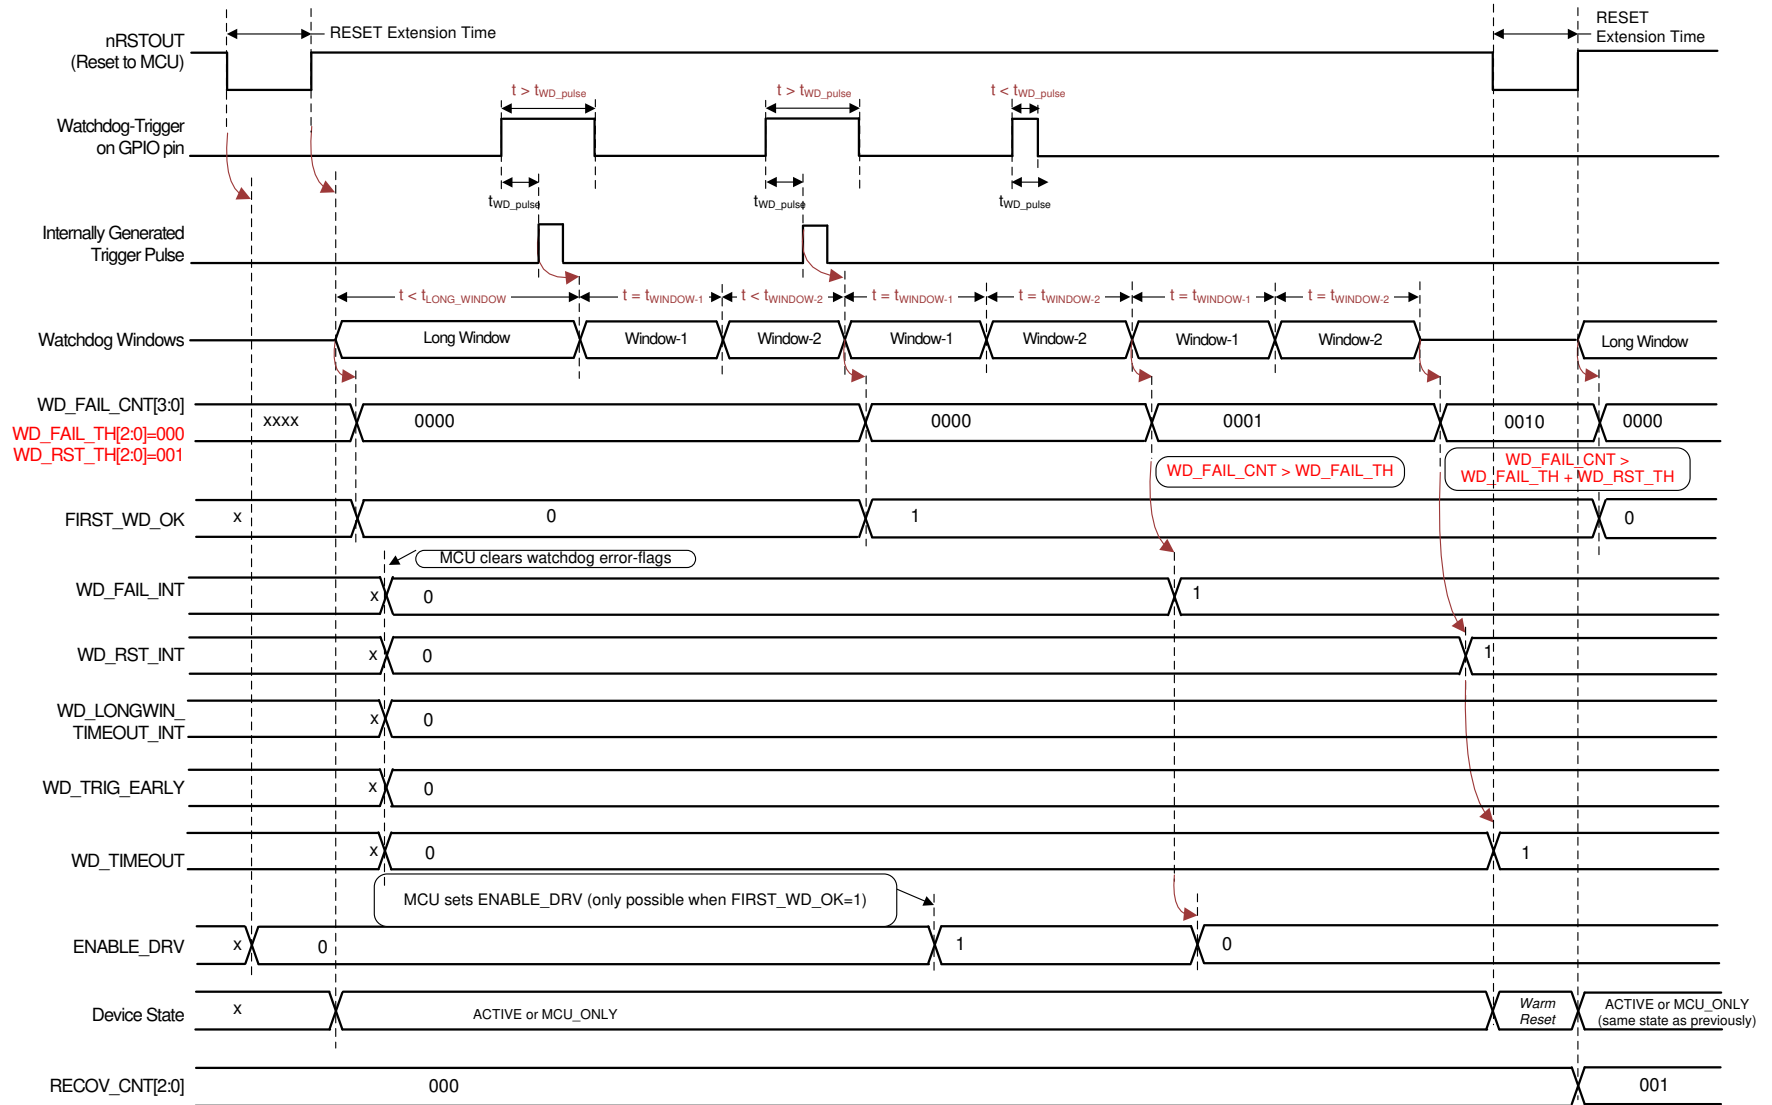 RESET Extension Time
RESET
Extension Time
nRSTOUT
(Reset to MCU)
t > tWD_pulse
t > tWD_pulse
t < tWD_pulse
Watchdog-Trigger
on GPIO pin
tWD_pulse
tWD_pulse
tWD_pulse
Internally Generated
Trigger Pulse
t < tLONG_WINDOW
t = tWINDOW-1
t < tWINDOW-2
t = tWINDOW-1
t = tWINDOW-2
t = tWINDOW-1
t = tWINDOW-2
Watchdog Windows
Long Window
Window-1
Window-2
Window-1
Window-2
Window-1
Window-2
Long Window
WD_FAIL_CNT[3:0]
WD_FAIL_TH[2:0]=000
WD_RST_TH[2:0]=001
xxxx
0000
0000
0001
0010
0000
WD_FAIL_CNT > WD_FAIL_TH
WD_FAIL_CNT >
WD_FAIL_TH + WD_RST_TH
FIRST_WD_OK
x
0
1
0
MCU clears watchdog error-flags
WD_FAIL_INT
x
0
1
WD_RST_INT
x
0
1
WD_LONGWIN_
TIMEOUT_INT
x
0
WD_TRIG_EARLY
x
0
WD_TIMEOUT
x
0
1
MCU sets ENABLE_DRV (only possible when FIRST_WD_OK=1)
ENABLE_DRV
x
0
1
0
Device State
x
ACTIVE or MCU_ONLY
Warm
Reset
ACTIVE or MCU_ONLY
(same state as previously)
RECOV_CNT[2:0]
000
001